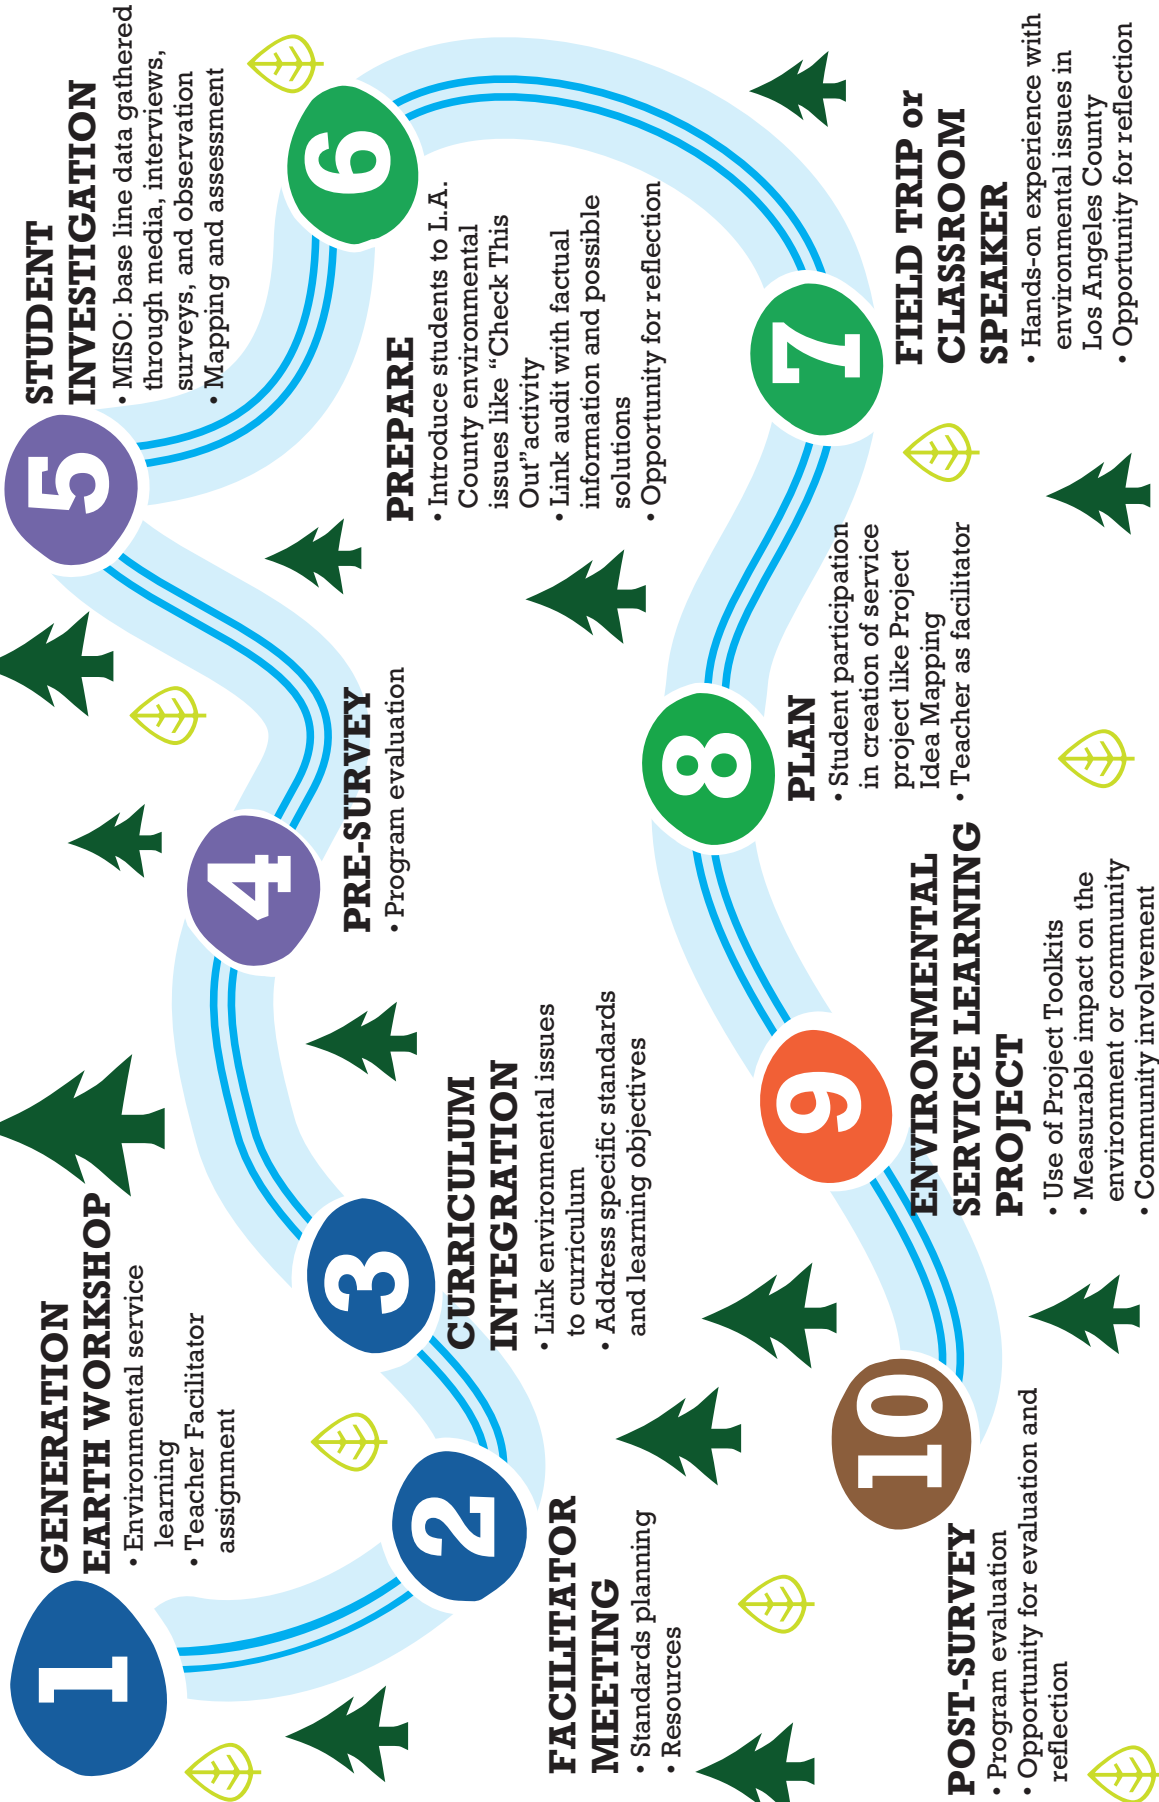 1
GENERATION
EARTH WORKSHOP
• Environmental service
learning
• Teacher Facilitator
assignment
2
FACILITATOR
MEETING
• Standards planning
• Resources
3
CURRICULUM
INTEGRATION
• Link environmental issues
to curriculum
• Address specific standards
and learning objectives
4
PRE-SURVEY
• Program evaluation
5
STUDENT
INVESTIGATION
• MISO: base line data gathered
through media, interviews,
surveys, and observation
• Mapping and assessment
6
PREPARE
• Introduce students to L.A.
County environmental
issues like “Check This
Out”activity
• Link audit with factual
information and possible
solutions
• Opportunity for reflection
7
FIELD TRIP or
CLASSROOM
SPEAKER
• Hands-on experience with
environmental issues in
Los Angeles County
• Opportunity for reflection
8
PLAN
• Student participation
in creation of service
project like Project
Idea Mapping
• Teacher as facilitator
9
ENVIRONMENTAL
SERVICE LEARNING
PROJECT
• Use of Project Toolkits
• Measurable impact on the
environment or community
• Community involvement
10
POST-SURVEY
• Program evaluation
• Opportunity for evaluation and
reflection